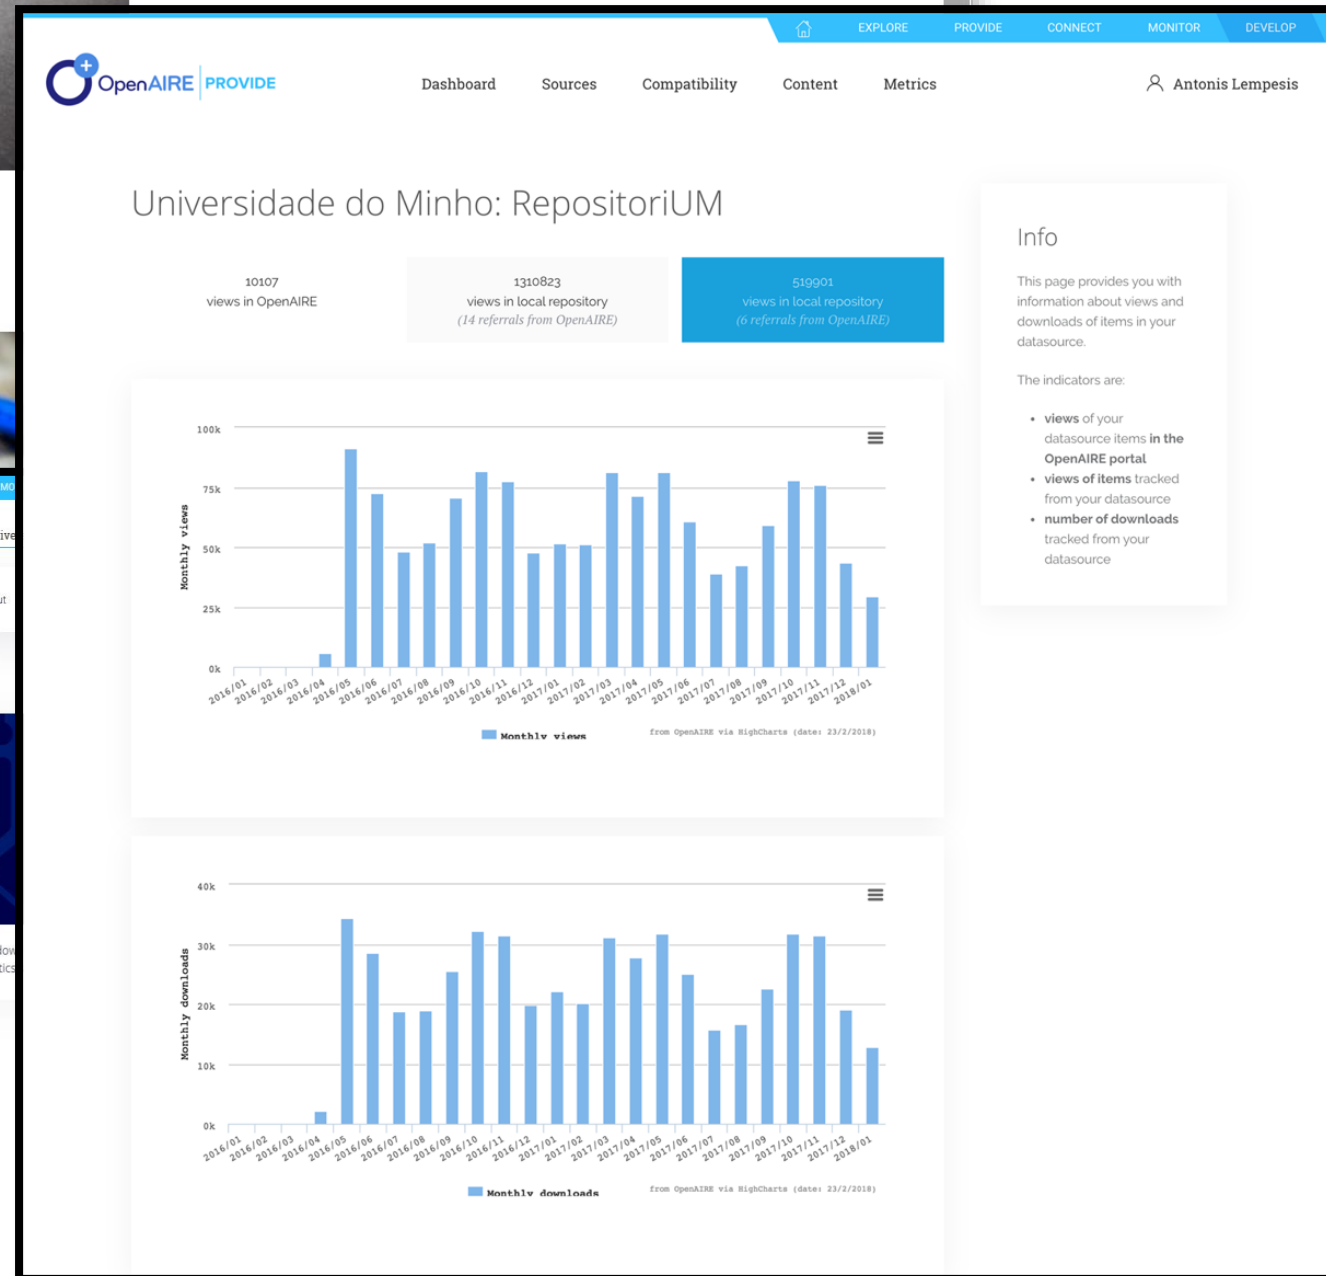 EXPLORE PROVIDE CONNECT MONITOR DEVELOP
OpenAIRE PROVIDE
Dashboard Sources Compatibility Content Metrics
Antonis Lempesis
Universidade do Minho: RepositoriUM
10107
views in OpenAIRE
1310823
views in local repository
(14 referrals from OpenAIRE)
519901
views in local repository
(6 referrals from OpenAIRE)
Info
This page provides you with
information about views and
downloads of items in your
datasource.
The indicators are:
• views of your
datasource items in the
OpenAIRE portal
• views of items tracked
from your datasource
• number of downloads
tracked from your
datasource
100k
75k
50k
25k
0k
Monthly views
2016/01 2016/02 2016/03 2016/04 2016/05 2016/06 2016/07 2016/08 2016/09 2016/10 2016/11 2016/12 2017/01 2017/02 2017/03 2017/04 2017/05 2017/06 2017/07 2017/08 2017/09 2017/10 2017/11 2017/12 2018/01
Monthly views
from OpenAIRE via HighCharts (date: 23/2/2018)
40k
30k
20k
10k
0k
Monthly downloads
2016/01 2016/02 2016/03 2016/04 2016/05 2016/06 2016/07 2016/08 2016/09 2016/10 2016/11 2016/12 2017/01 2017/02 2017/03 2017/04 2017/05 2017/06 2017/07 2017/08 2017/09 2017/10 2017/11 2017/12 2018/01
Monthly downloads
from OpenAIRE via HighCharts (date: 23/2/2018)